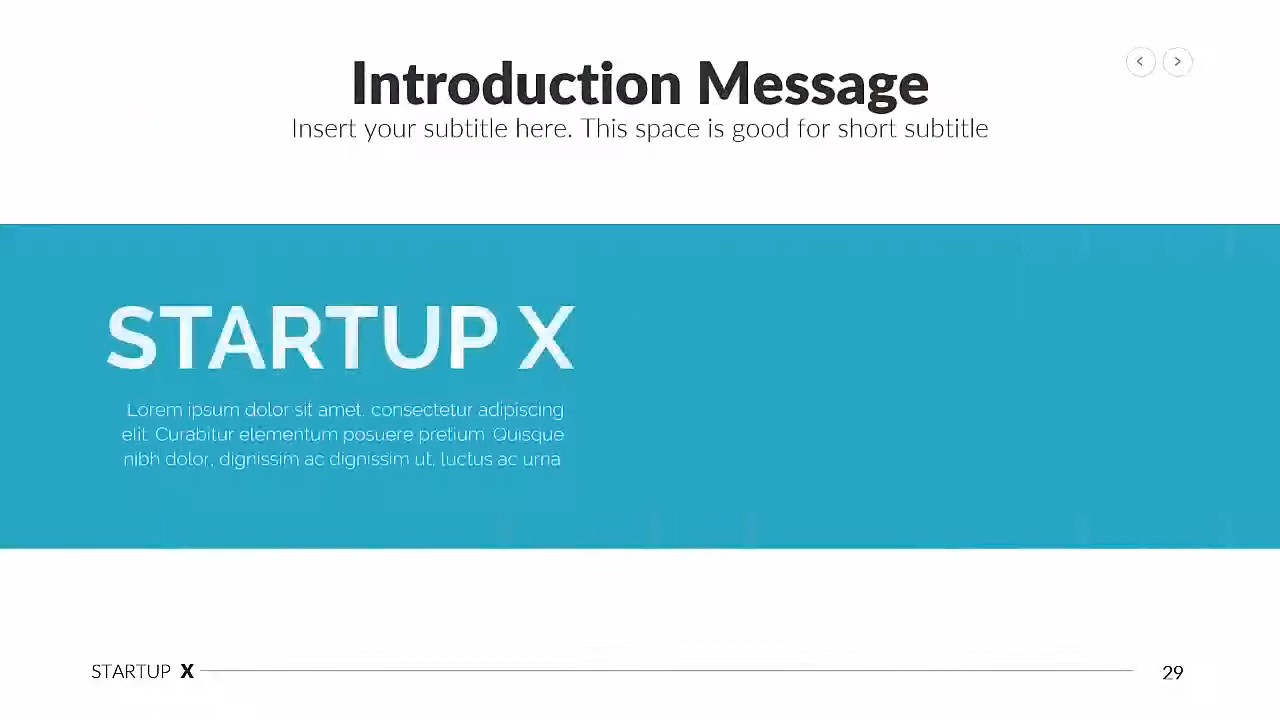 Introduction Message
Insert your subtitle here. This space is good for short subtitle
STARTUP X
Lorem ipsum dolor sit amet, consectetur adipiscing
elit. Curabitur elementum posuere pretium. Quisque
nibh dolor, dignissim ac dignissim ut, luctus ac urna.
STARTUP X
29